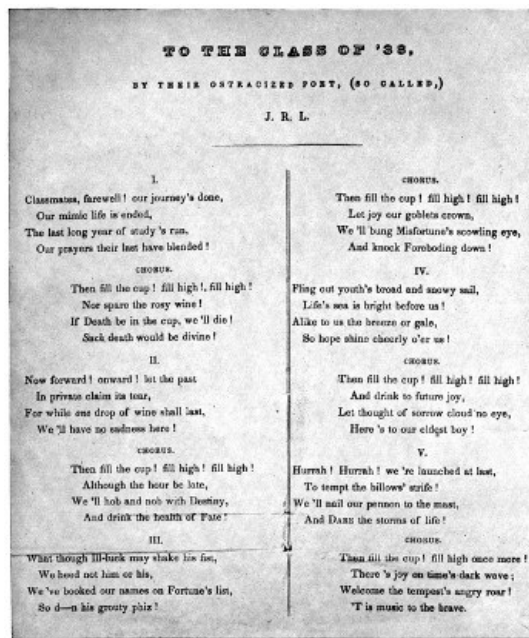 TO THE CLASS OF '38,
BY THEIR OSTRACIZED POET, (SO CALLED,)
J. R. L.
I.
Classmates, farewell! our journey's done,
Our mimic life is ended,
The last long year of study's run,
Our prayers their last have blended!
CHORUS.
Then fill the cup! fill high! fill high!
Nor spare the rosy wine!
If Death be in the cup, we'll die!
Such death would be divine!
II.
Now forward! onward! let the past
In private claim its tear,
For while one drop of wine shall last,
We'll have no sadness here!
CHORUS.
Then fill the cup! fill high! fill high!
Although the hour be late,
We'll hob and nob with Destiny,
And drink the health of Fate!
III.
What though Ill-luck may shake his fist,
We heed not him or his,
We've booked our names on Fortune's list,
So d—n his grouty phiz!
CHORUS.
Then fill the cup! fill high! fill high!
Let joy our goblets crown,
We'll bung Misfortune's scowling eye,
And knock Foreboding down!
IV.
Fling out youth's broad and snowy sail,
Life's sea is bright before us!
Alike to us the breeze or gale,
So hope shine cheerly o'er us!
CHORUS.
Then fill the cup! fill high! fill high!
And drink to future joy,
Let thought of sorrow cloud no eye,
Here's to our eldest boy!
V.
Hurrah! Hurrah! we're launched at last,
To tempt the billows' strife!
We'll nail our pennon to the mast,
And DARE the storms of life!
CHORUS.
Then fill the cup! fill high once more!
There's joy on time's dark wave;
Welcome the tempest's angry roar!
'T is music to the brave.